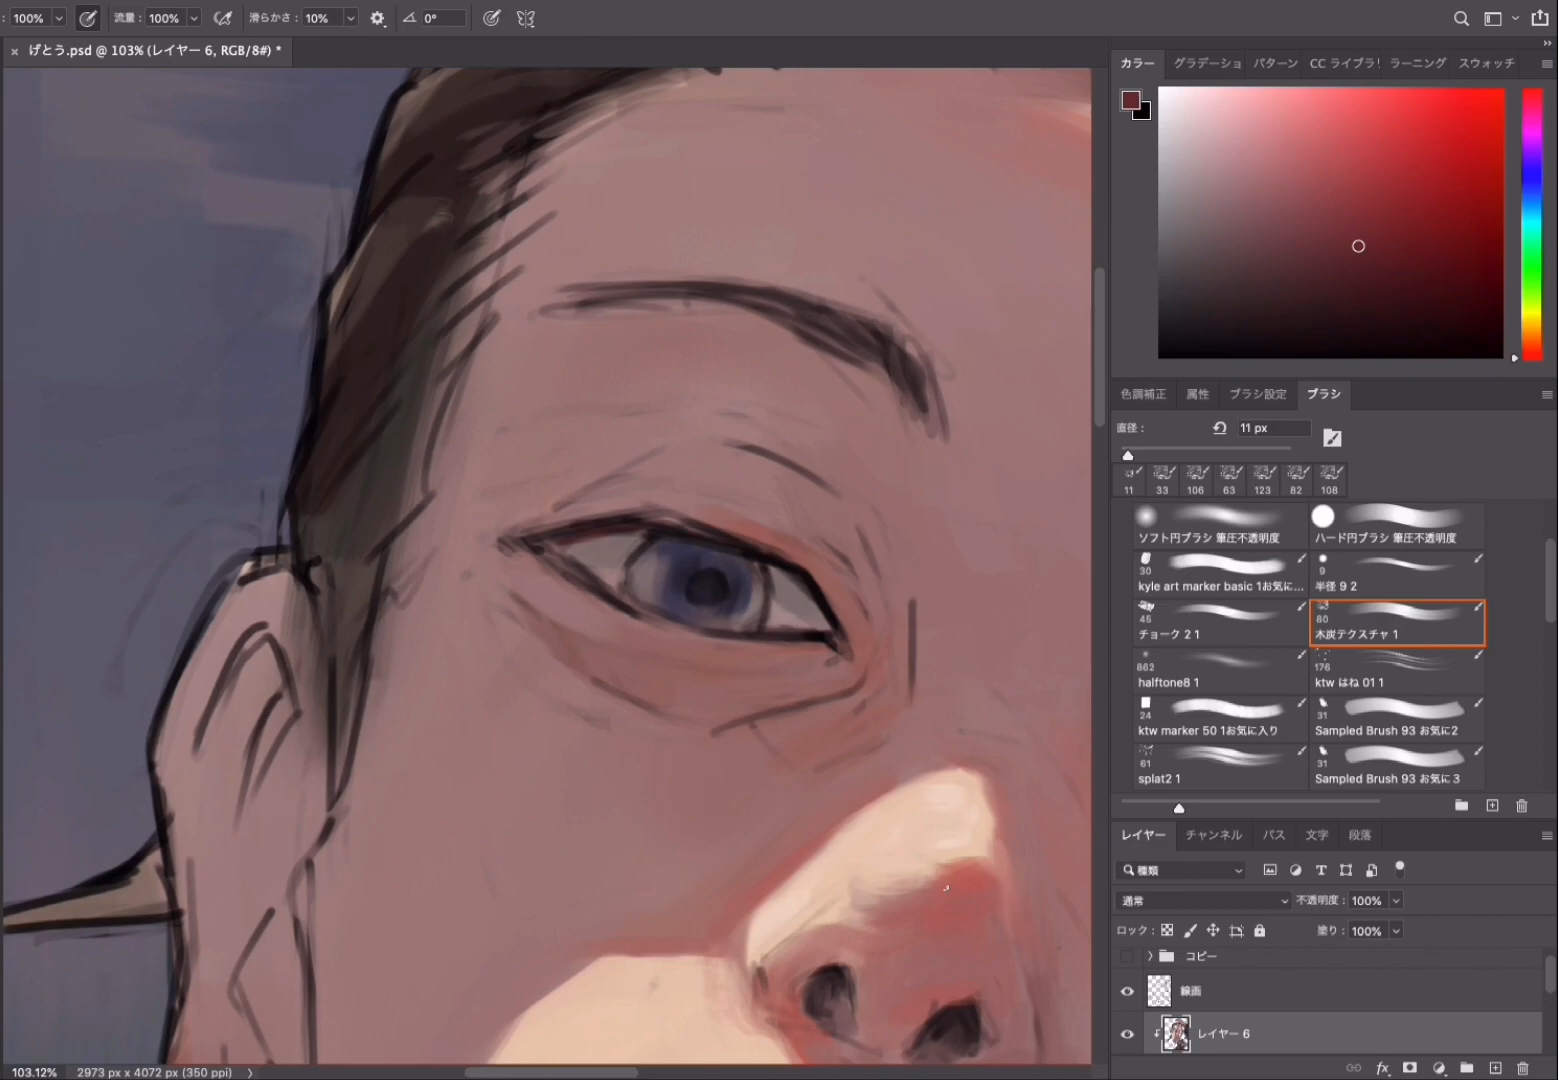 : 100% 流量 : 100% 滑らかさ : 10% 0°
× げとう.psd @ 103% (レイヤー 6, RGB/8#) *
カラー グラデーショ パターン CC ライブラリ ラーニング スウォッチ
色調補正 属性 ブラシ設定 ブラシ
直径 : 11 px
11 33 106 63 123 82 108
ソフト円ブラシ 筆圧不透明度 ハード円ブラシ 筆圧不透明度
30 9
kyle art marker basic 1お気に... 半径 9 2
45 80
チョーク 2 1 木炭テクスチャ 1
862 176
halftone8 1 ktw はね 01 1
24 31
ktw marker 50 1お気に入り Sampled Brush 93 お気に2
61 31
splat2 1 Sampled Brush 93 お気に3
レイヤー チャンネル パス 文字 段落
種類
通常 不透明度 : 100%
ロック : 塗り : 100%
コピー
線画
レイヤー 6
103.12% 2973 px x 4072 px (350 ppi)